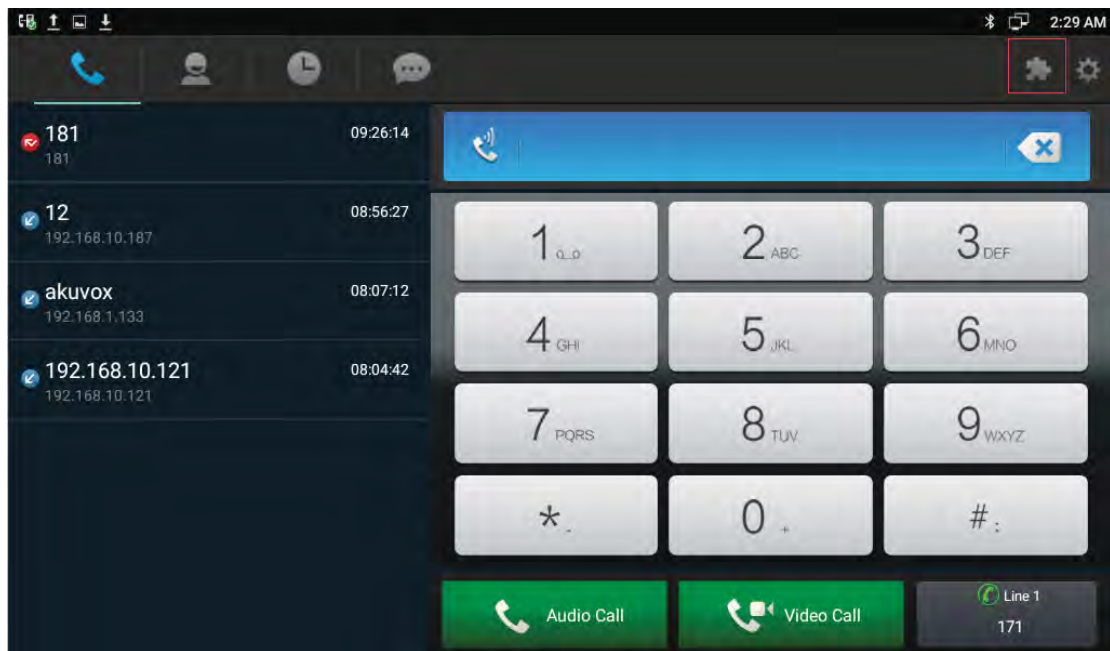 2:29 AM
181
09:26:14
181
12
08:56:27
192.168.10.187
akuvox
08:07:12
192.168.1.133
192.168.10.121
08:04:42
192.168.10.121
1
2 ABC
3 DEF
4 GHI
5 JKL
6 MNO
7 PQRS
8 TUV
9 WXYZ
* .
0 +
# :
Audio Call
Video Call
Line 1
171